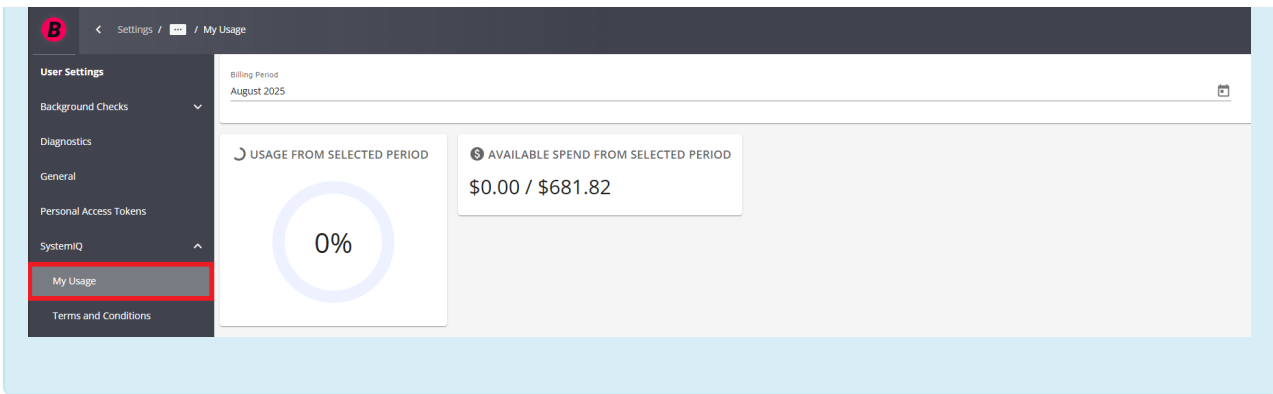 B
Settings / ... / My Usage
User Settings
Background Checks
Diagnostics
General
Personal Access Tokens
SystemIQ
My Usage
Terms and Conditions
Billing Period
August 2025
USAGE FROM SELECTED PERIOD
0%
$ AVAILABLE SPEND FROM SELECTED PERIOD
$0.00 / $681.82